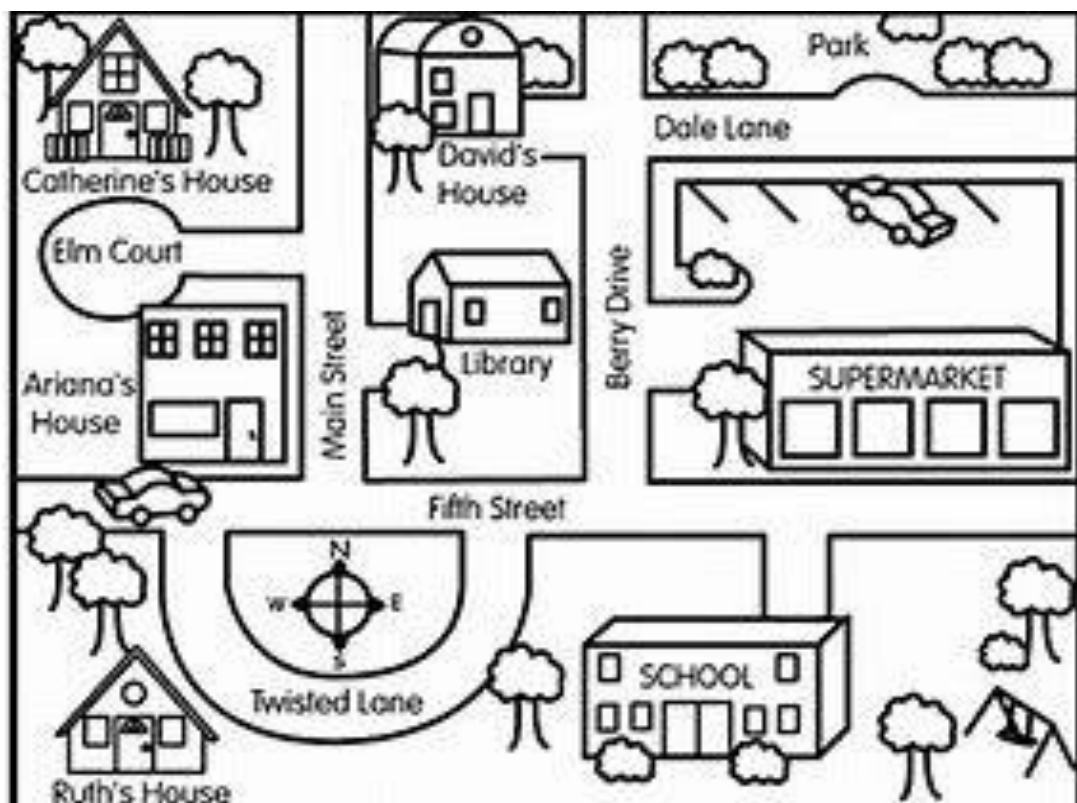 Park
Dale Lane
David's
House
Catherine's House
Elm Court
Berry Drive
Main Street
Library
SUPERMARKET
Ariana's
House
Fifth Street
N
W
E
S
SCHOOL
Twisted Lane
Ruth's House